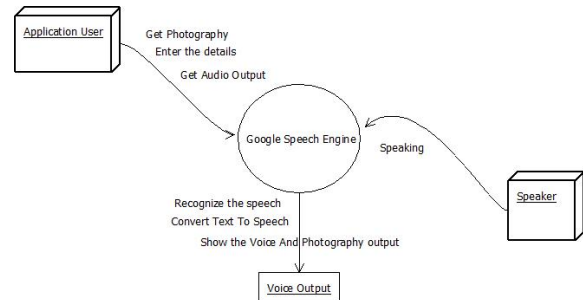 Application User
Get Photography
Enter the details
Get Audio Output
Google Speech Engine
Speaking
Speaker
Recognize the speech
Convert Text To Speech
Show the Voice And Photography output
Voice Output